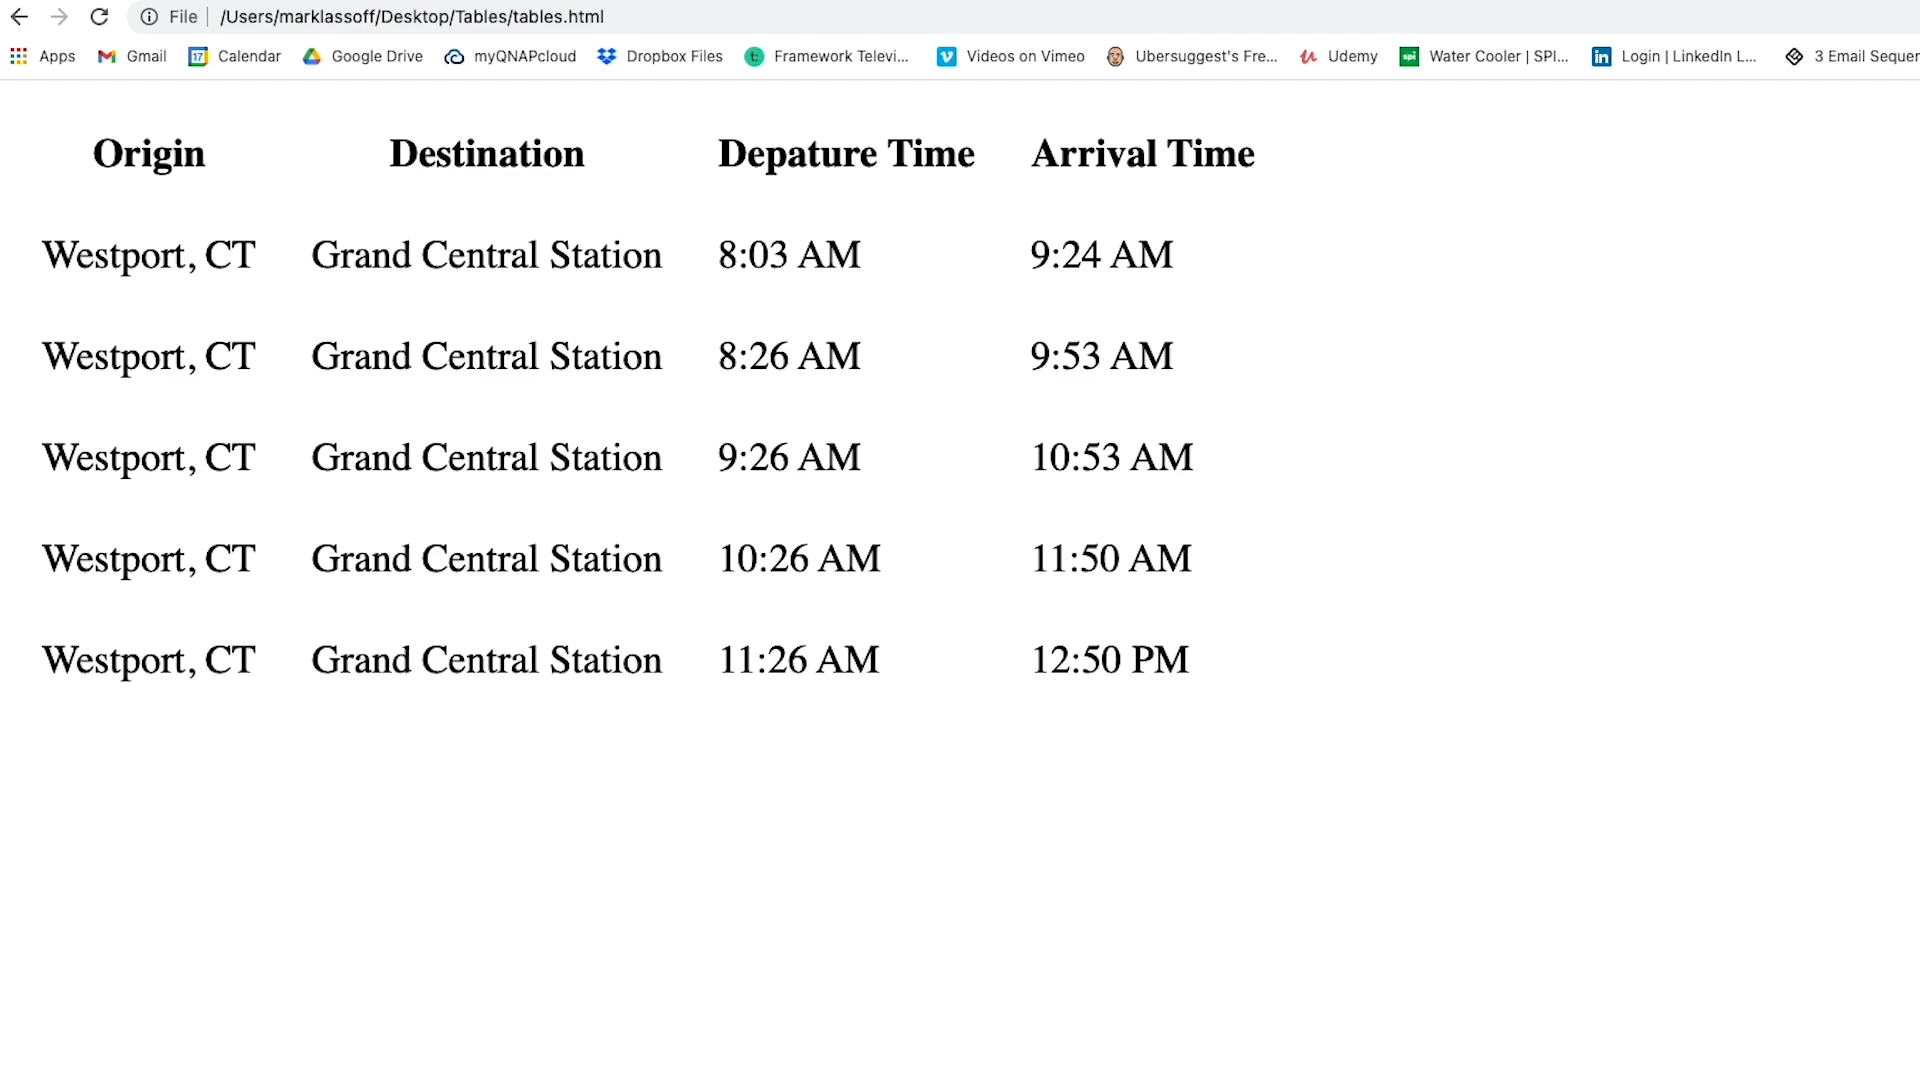 File /Users/marklassoff/Desktop/Tables/tables.html
Apps Gmail 17 Calendar Google Drive myQNAPcloud Dropbox Files t Framework Televi... Videos on Vimeo Ubersuggest's Fre... Udemy spi Water Cooler | SPI... in Login | LinkedIn L... 3 Email Sequer
Origin Destination Depature Time Arrival Time
Westport, CT Grand Central Station 8:03 AM 9:24 AM
Westport, CT Grand Central Station 8:26 AM 9:53 AM
Westport, CT Grand Central Station 9:26 AM 10:53 AM
Westport, CT Grand Central Station 10:26 AM 11:50 AM
Westport, CT Grand Central Station 11:26 AM 12:50 PM